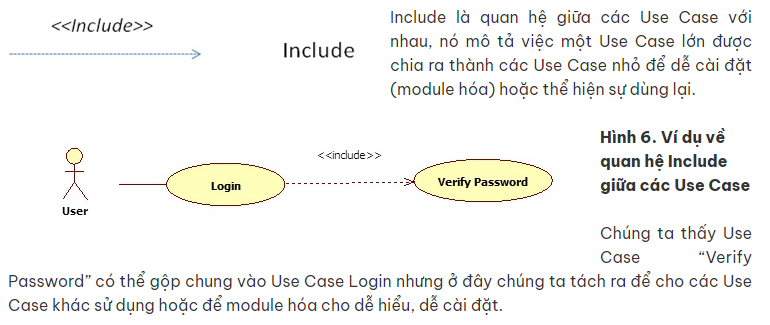 <<Include>>
Include
Include là quan hệ giữa các Use Case với
nhau, nó mô tả việc một Use Case lớn được
chia ra thành các Use Case nhỏ để dễ cài đặt
(module hóa) hoặc thể hiện sự dùng lại.
<<include>>
Login
Verify Password
User
Hình 6. Ví dụ về
quan hệ Include
giữa các Use Case
Chúng ta thấy Use
Case “Verify
Password” có thể gộp chung vào Use Case Login nhưng ở đây chúng ta tách ra để cho các Use
Case khác sử dụng hoặc để module hóa cho dễ hiểu, dễ cài đặt.